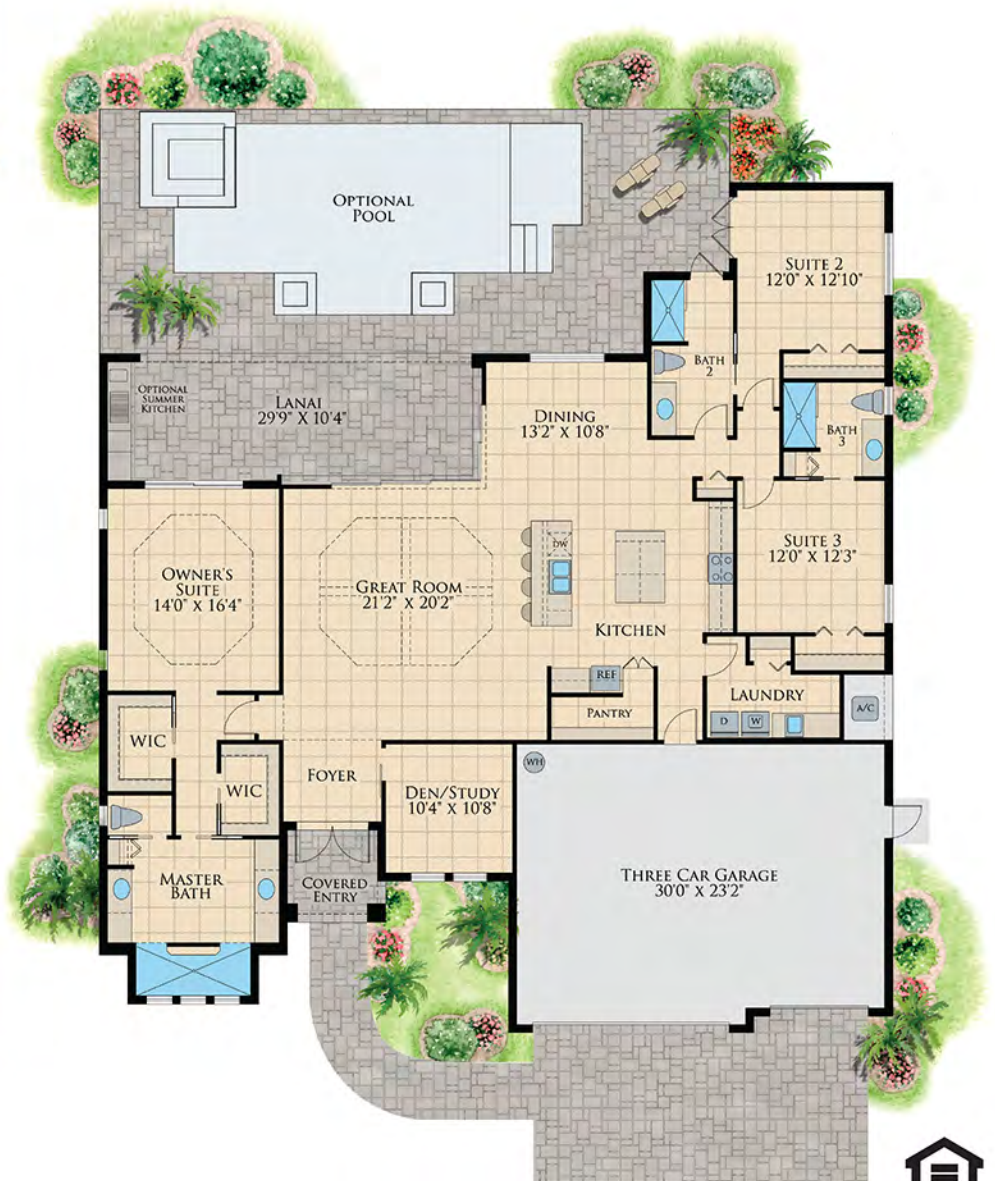 OPTIONAL
POOL
SUITE 2
12'0" X 12'10"
BATH
2
OPTIONAL
SUMMER
KITCHEN
LANAI
29'9" X 10'4"
DINING
13'2" X 10'8"
BATH
3
OWNER'S
SUITE
14'0" X 16'4"
GREAT ROOM
21'2" X 20'2"
DW
SUITE 3
12'0" X 12'3"
KITCHEN
REF
PANTRY
LAUNDRY
D
W
A/C
WIC
WIC
FOYER
DEN/STUDY
10'4" X 10'8"
WH
MASTER
BATH
COVERED
ENTRY
THREE CAR GARAGE
30'0" X 23'2"